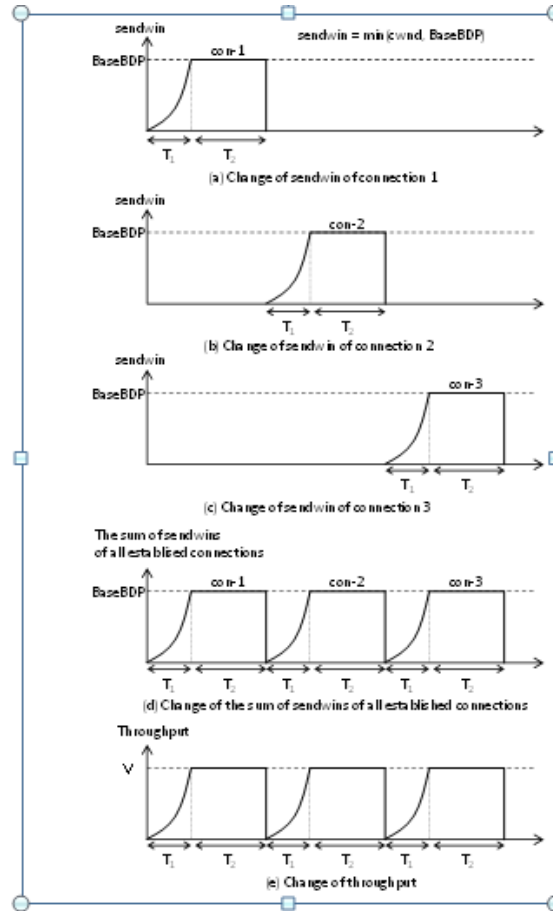 sendwin
sendwin = min(cwnd, BaseBDP)
con-1
BaseBDP
T1 T2
(a) Change of sendwin of connection 1
sendwin
con-2
BaseBDP
T1 T2
(b) Change of sendwin of connection 2
sendwin
con-3
BaseBDP
T1 T2
(c) Change of sendwin of connection 3
The sum of sendwins
of all establised connections
con-1 con-2 con-3
BaseBDP
T1 T2 T1 T2 T1 T2
(d) Change of the sum of sendwins of all established connections
Throughput
V
T1 T2 T1 T2 T1 T2
(e) Change of throughput